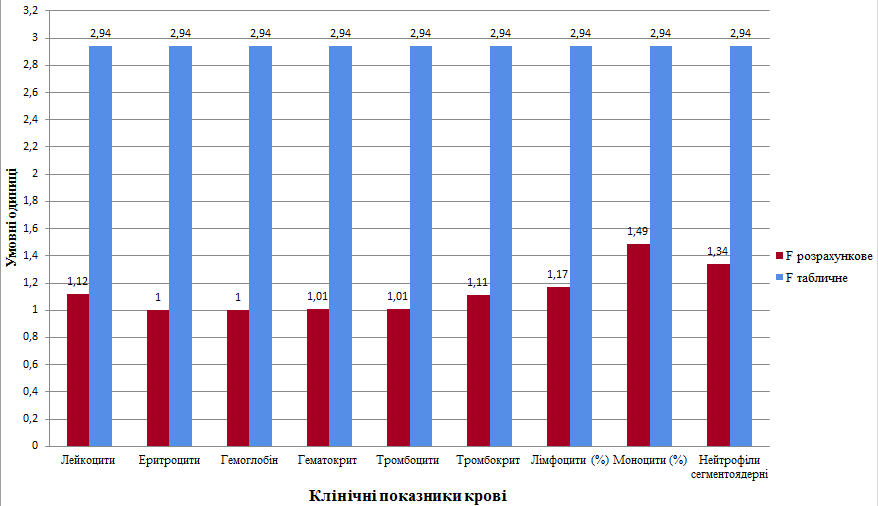 3,2
3
2,8
2,6
2,4
2,2
2
1,8
1,6
1,4
1,2
1
0,8
0,6
0,4
0,2
0
Умовні одиниці
2,94 2,94 2,94 2,94 2,94 2,94 2,94 2,94 2,94
1,12 1 1 1,01 1,01 1,11 1,17 1,49 1,34
F розрахункове
F табличне
Лейкоцити Еритроцити Гемоглобін Гематокрит Тромбоцити Тромбокрит Лімфоцити (%) Моноцити (%) Нейтрофіли
сегментоядерні
Клінічні показники крові